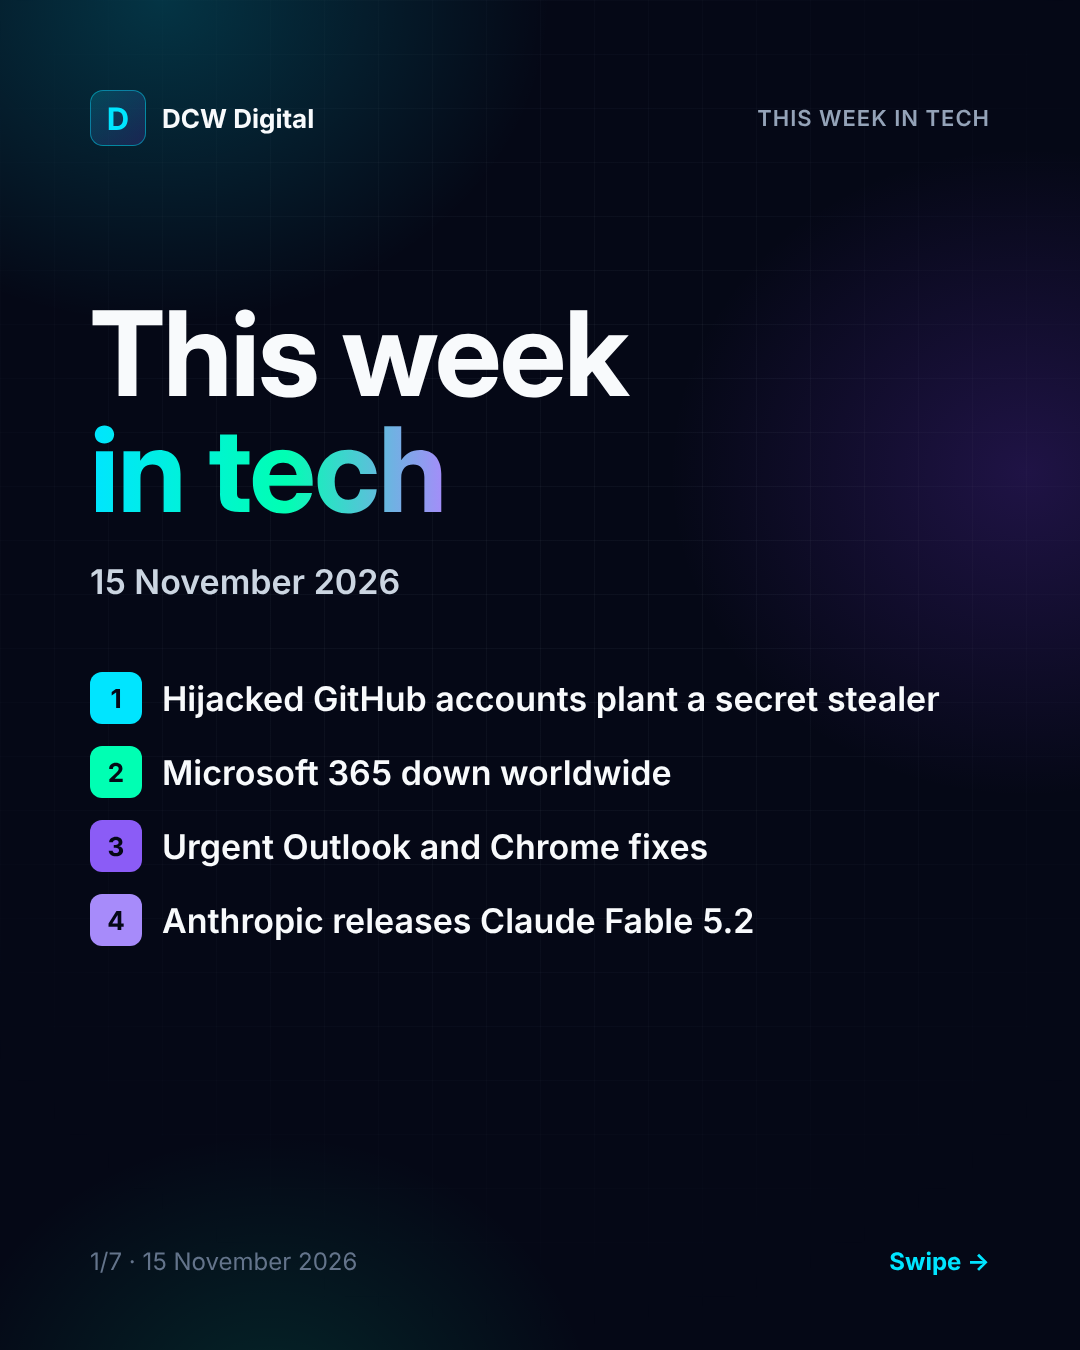 D
DCW Digital
THIS WEEK IN TECH
This week
in tech
15 November 2026
1 Hijacked GitHub accounts plant a secret stealer
2 Microsoft 365 down worldwide
3 Urgent Outlook and Chrome fixes
4 Anthropic releases Claude Fable 5.2
1/7 · 15 November 2026
Swipe →